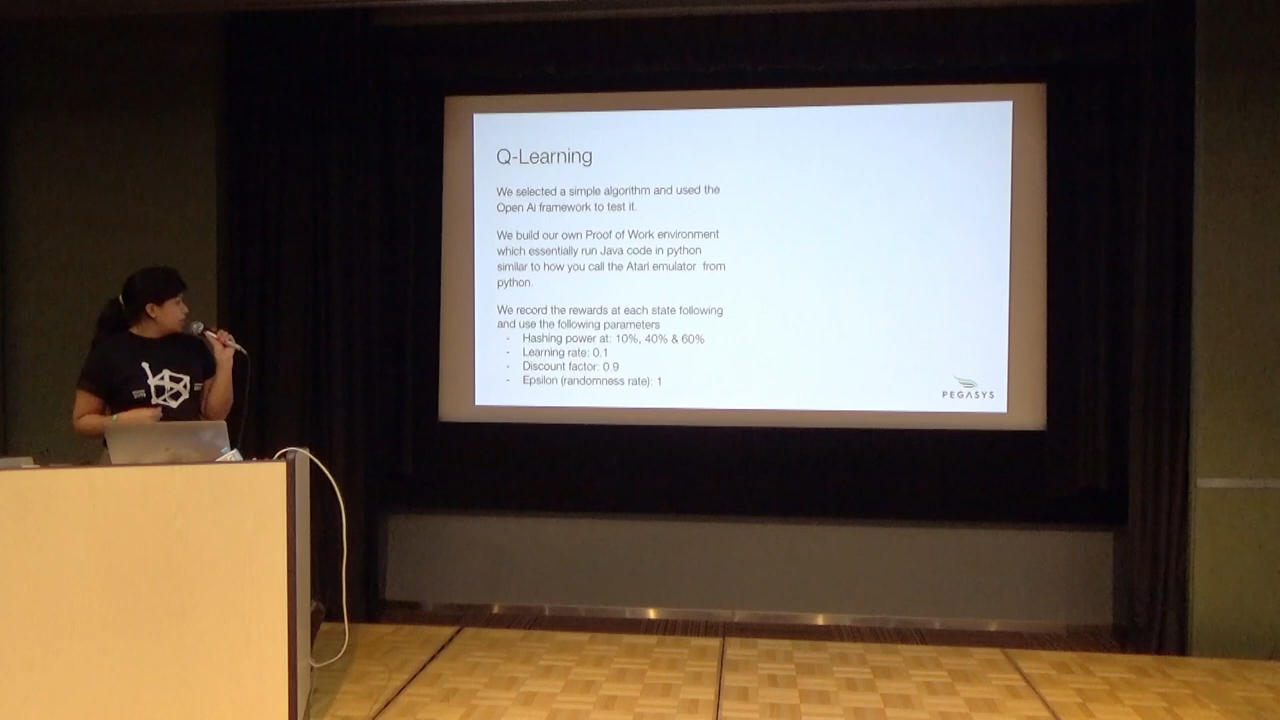 Q-Learning
We selected a simple algorithm and used the
Open Ai framework to test it.
We build our own Proof of Work environment
which essentially run Java code in python
similar to how you call the Atari emulator from
python.
We record the rewards at each state following
and use the following parameters
- Hashing power at: 10%, 40% & 60%
- Learning rate: 0.1
- Discount factor: 0.9
- Epsilon (randomness rate): 1
PEGASYS